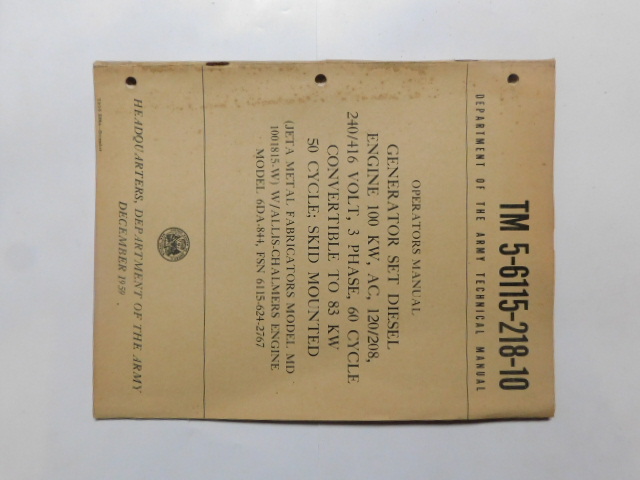 TM 5-6115-218-10
DEPARTMENT OF THE ARMY TECHNICAL MANUAL
OPERATORS MANUAL
GENERATOR SET DIESEL
ENGINE 100 KW, AC, 120/208,
240/416 VOLT, 3 PHASE, 60 CYCLE
CONVERTIBLE TO 83 KW
50 CYCLE; SKID MOUNTED
(JETA METAL FABRICATORS MODEL MD
1001815-W) W/ALLIS-CHALMERS ENGINE
MODEL 6DA-844, FSN 6115-624-2767
HEADQUARTERS, DEPARTMENT OF THE ARMY
DECEMBER 1959